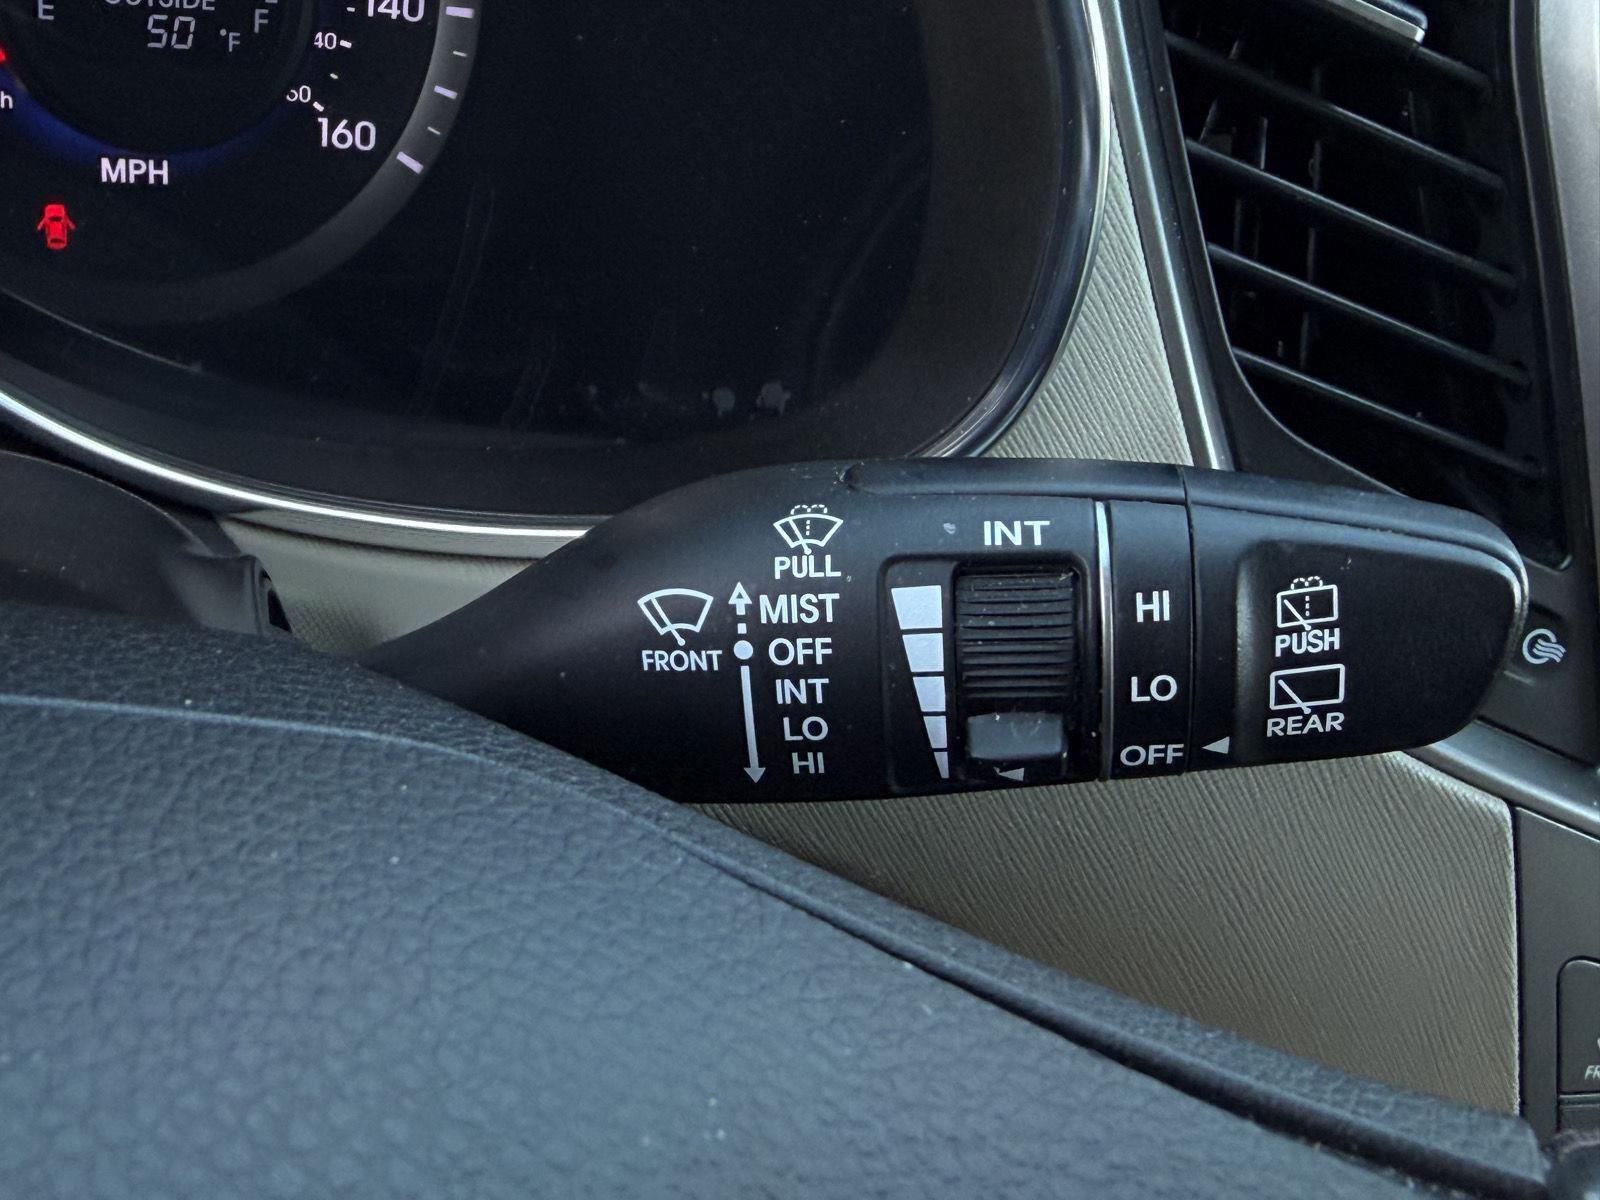 E
OUTSIDE
F
50 °F
140
40
160
MPH
PULL
MIST
OFF
INT
LO
HI
FRONT
INT
HI
LO
OFF
PUSH
REAR